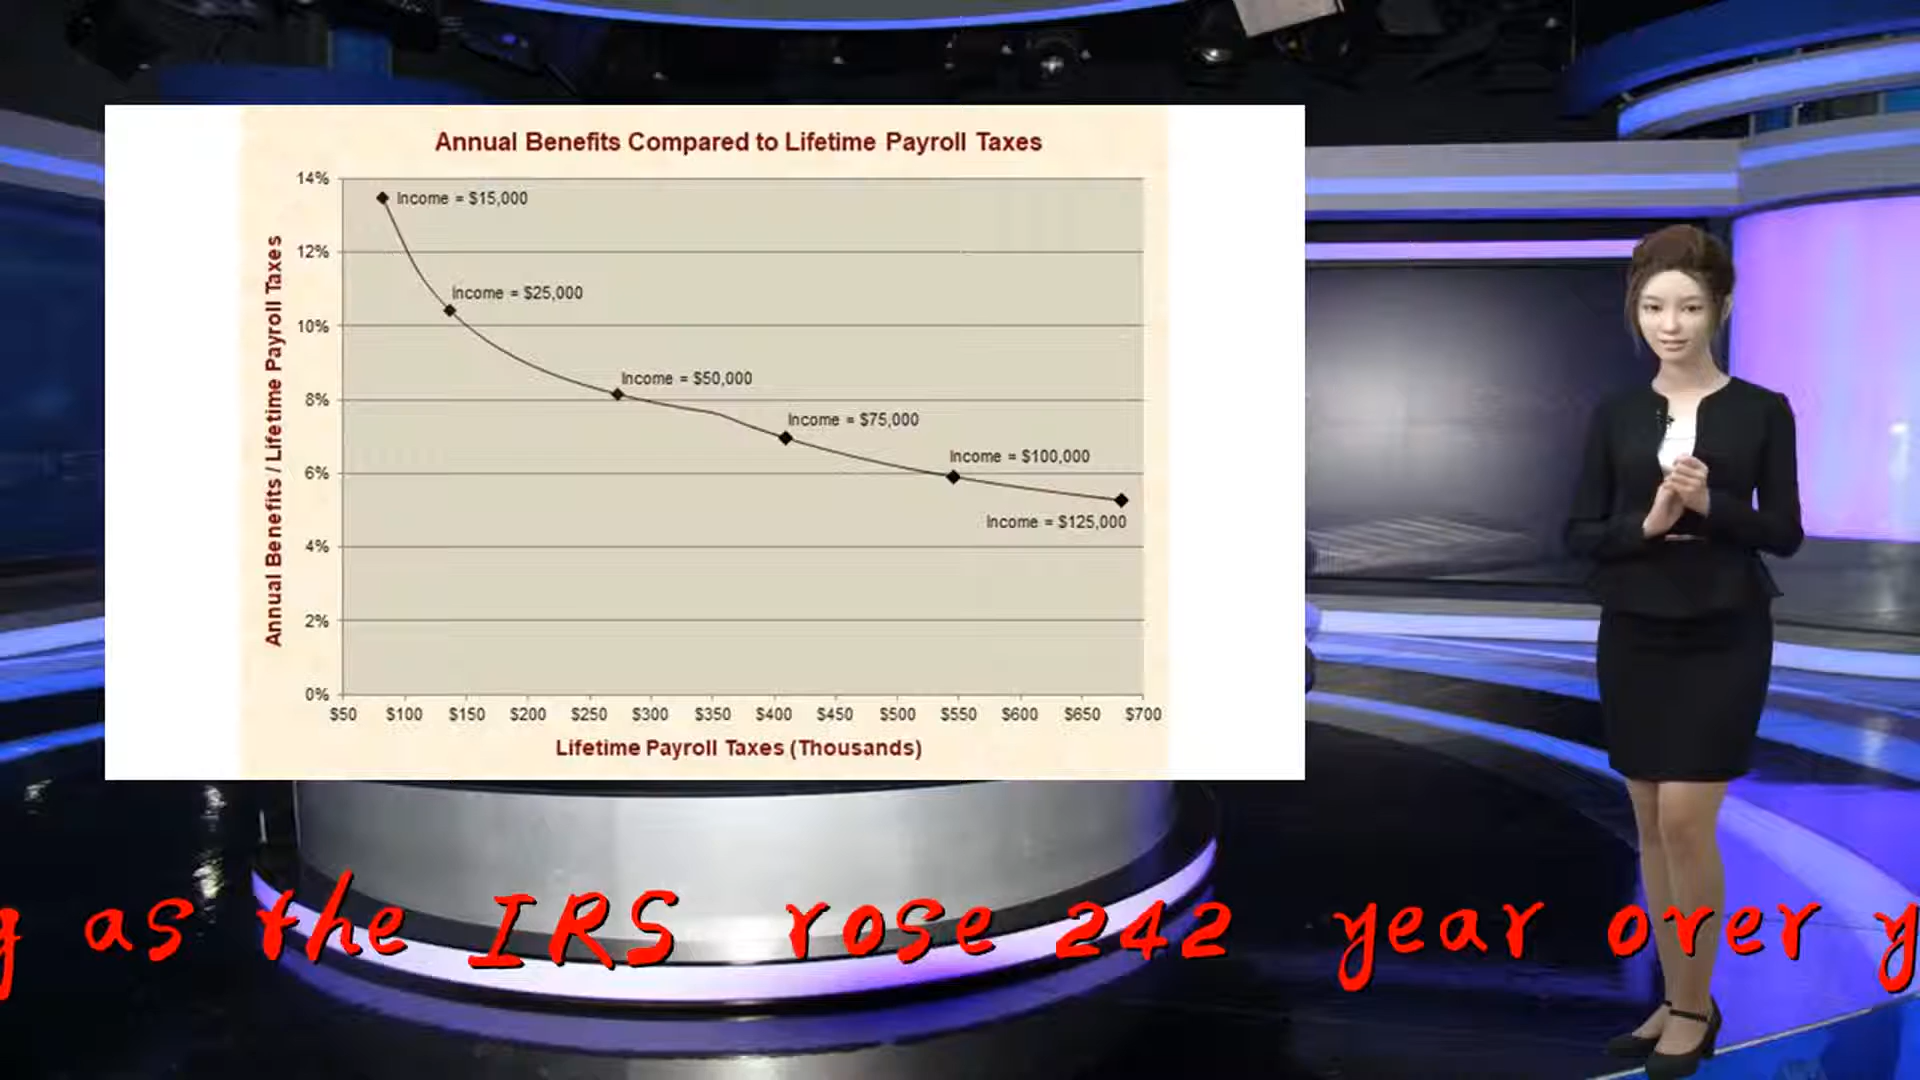 Annual Benefits Compared to Lifetime Payroll Taxes
Annual Benefits / Lifetime Payroll Taxes
14%
12%
10%
8%
6%
4%
2%
0%
Income = $15,000
Income = $25,000
Income = $50,000
Income = $75,000
Income = $100,000
Income = $125,000
$50 $100 $150 $200 $250 $300 $350 $400 $450 $500 $550 $600 $650 $700
Lifetime Payroll Taxes (Thousands)
as the IRS rose 242 year over